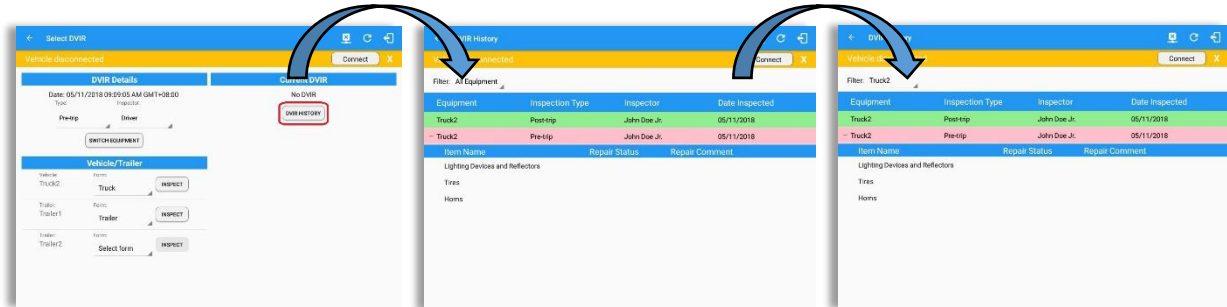 Select DVIR
Vehicle disconnected
Connect X
DVIR Details
Current DVIR
Date: 05/11/2018 09:09:05 AM GMT+08:00
No DVIR
Type: Inspector:
Pre-trip Driver
DVIR HISTORY
SWITCH EQUIPMENT
Vehicle/Trailer
Vehicle: Form:
Truck2 Truck INSPECT
Trailer: Form:
Trailer1 Trailer INSPECT
Trailer: Form:
Trailer2 Select form INSPECT
DVIR History
Connect X
Filter: All Equipment
Equipment Inspection Type Inspector Date Inspected
Truck2 Post-trip John Doe Jr. 05/11/2018
− Truck2 Pre-trip John Doe Jr. 05/11/2018
Item Name Repair Status Repair Comment
Lighting Devices and Reflectors
Tires
Horns
Connect X
Filter: Truck2
Equipment Inspection Type Inspector Date Inspected
Truck2 Post-trip John Doe Jr. 05/11/2018
− Truck2 Pre-trip John Doe Jr. 05/11/2018
Item Name Repair Status Repair Comment
Lighting Devices and Reflectors
Tires
Horns